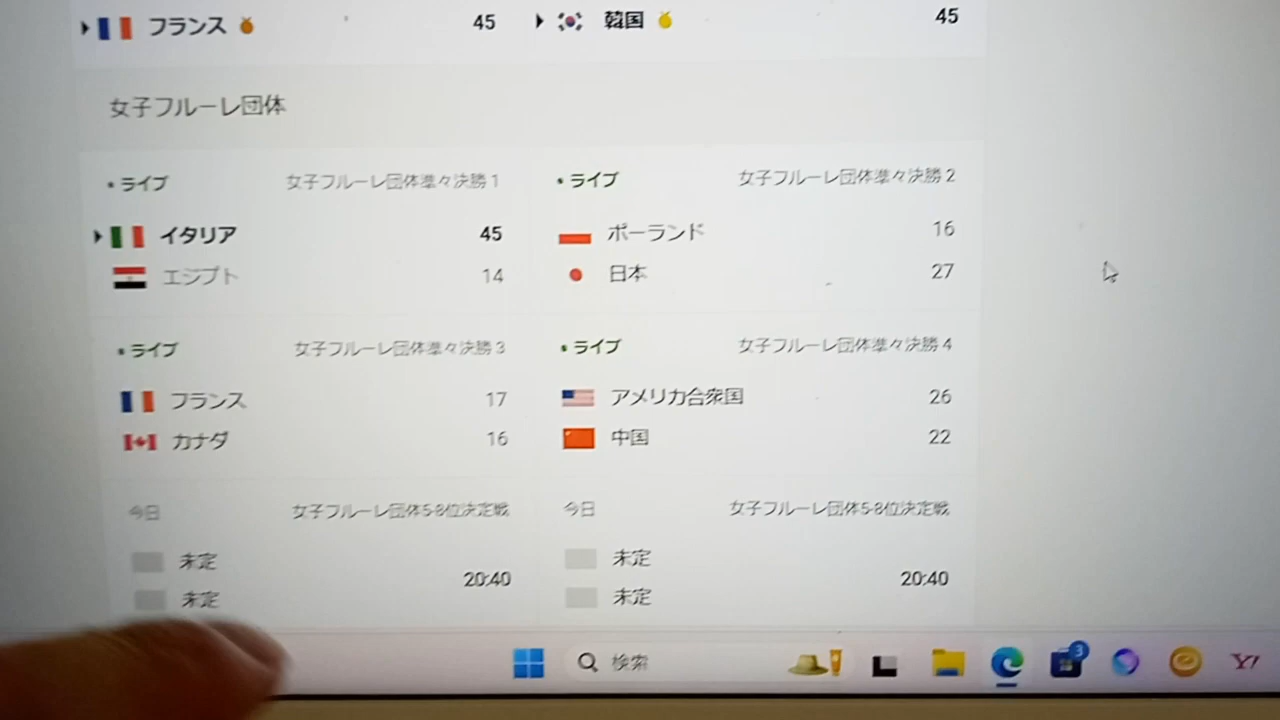 フランス 45 韓国 45
女子フルーレ団体
ライブ 女子フルーレ団体準々決勝 1 ライブ 女子フルーレ団体準々決勝 2
イタリア 45 ポーランド 16
エジプト 14 日本 27
ライブ 女子フルーレ団体準々決勝 3 ライブ 女子フルーレ団体準々決勝 4
フランス 17 アメリカ合衆国 26
カナダ 16 中国 22
今日 女子フルーレ団体5-8位決定戦 今日 女子フルーレ団体5-8位決定戦
未定 未定
20:40 20:40
未定 未定
検索 3 Y!